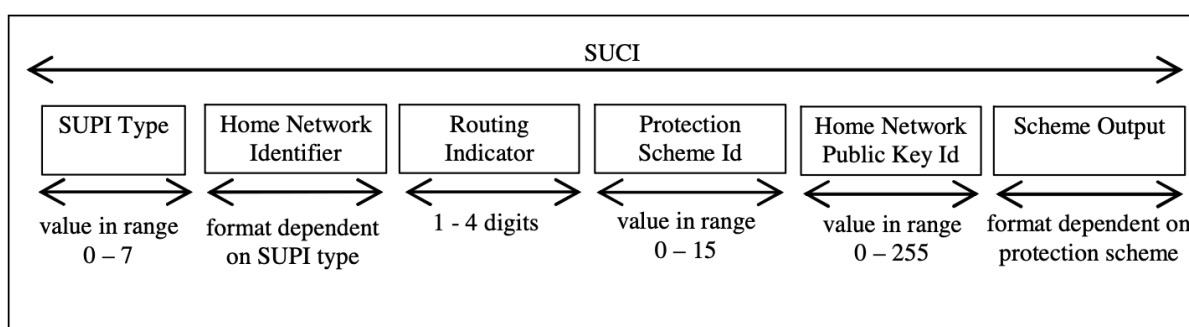 SUCI
SUPI Type
Home Network
Identifier
Routing
Indicator
Protection
Scheme Id
Home Network
Public Key Id
Scheme Output
value in range
0 – 7
format dependent
on SUPI type
1 - 4 digits
value in range
0 – 15
value in range
0 – 255
format dependent on
protection scheme